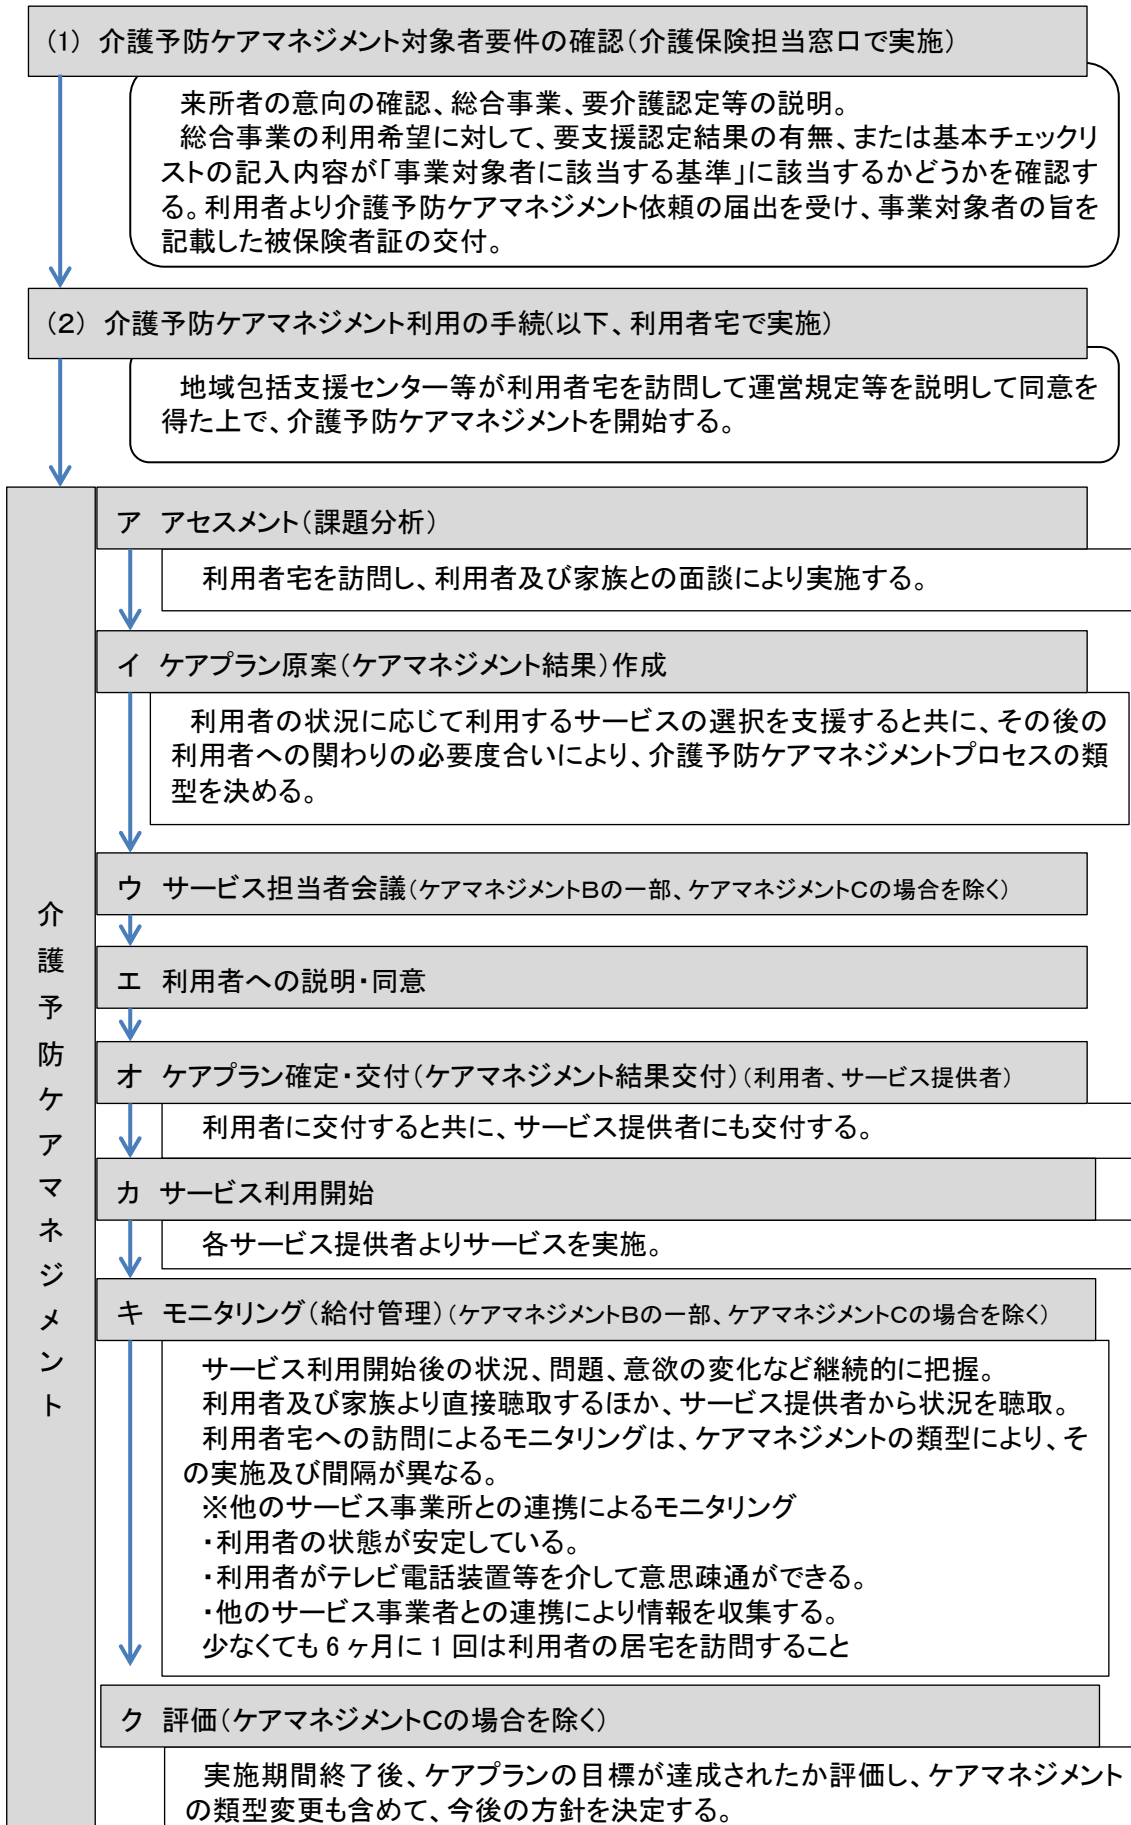 (1) 介護予防ケアマネジメント対象者要件の確認(介護保険担当窓口で実施)
来所者の意向の確認、総合事業、要介護認定等の説明。
総合事業の利用希望に対して、要支援認定結果の有無、または基本チェックリ
ストの記入内容が「事業対象者に該当する基準」に該当するかどうかを確認す
る。利用者より介護予防ケアマネジメント依頼の届出を受け、事業対象者の旨を
記載した被保険者証の交付。
(2) 介護予防ケアマネジメント利用の手続(以下、利用者宅で実施)
地域包括支援センター等が利用者宅を訪問して運営規定等を説明して同意を
得た上で、介護予防ケアマネジメントを開始する。
介護予防ケアマネジメント
ア アセスメント(課題分析)
利用者宅を訪問し、利用者及び家族との面談により実施する。
イ ケアプラン原案(ケアマネジメント結果)作成
利用者の状況に応じて利用するサービスの選択を支援すると共に、その後の
利用者への関わりの必要度合いにより、介護予防ケアマネジメントプロセスの類
型を決める。
ウ サービス担当者会議(ケアマネジメントBの一部、ケアマネジメントCの場合を除く)
エ 利用者への説明・同意
オ ケアプラン確定・交付(ケアマネジメント結果交付)(利用者、サービス提供者)
利用者に交付すると共に、サービス提供者にも交付する。
カ サービス利用開始
各サービス提供者よりサービスを実施。
キ モニタリング(給付管理)(ケアマネジメントBの一部、ケアマネジメントCの場合を除く)
サービス利用開始後の状況、問題、意欲の変化など継続的に把握。
利用者及び家族より直接聴取するほか、サービス提供者から状況を聴取。
利用者宅への訪問によるモニタリングは、ケアマネジメントの類型により、そ
の実施及び間隔が異なる。
※他のサービス事業所との連携によるモニタリング
・利用者の状態が安定している。
・利用者がテレビ電話装置等を介して意思疎通ができる。
・他のサービス事業者との連携により情報を収集する。
少なくても6ヶ月に1回は利用者の居宅を訪問すること
ク 評価(ケアマネジメントCの場合を除く)
実施期間終了後、ケアプランの目標が達成されたか評価し、ケアマネジメント
の類型変更も含めて、今後の方針を決定する。